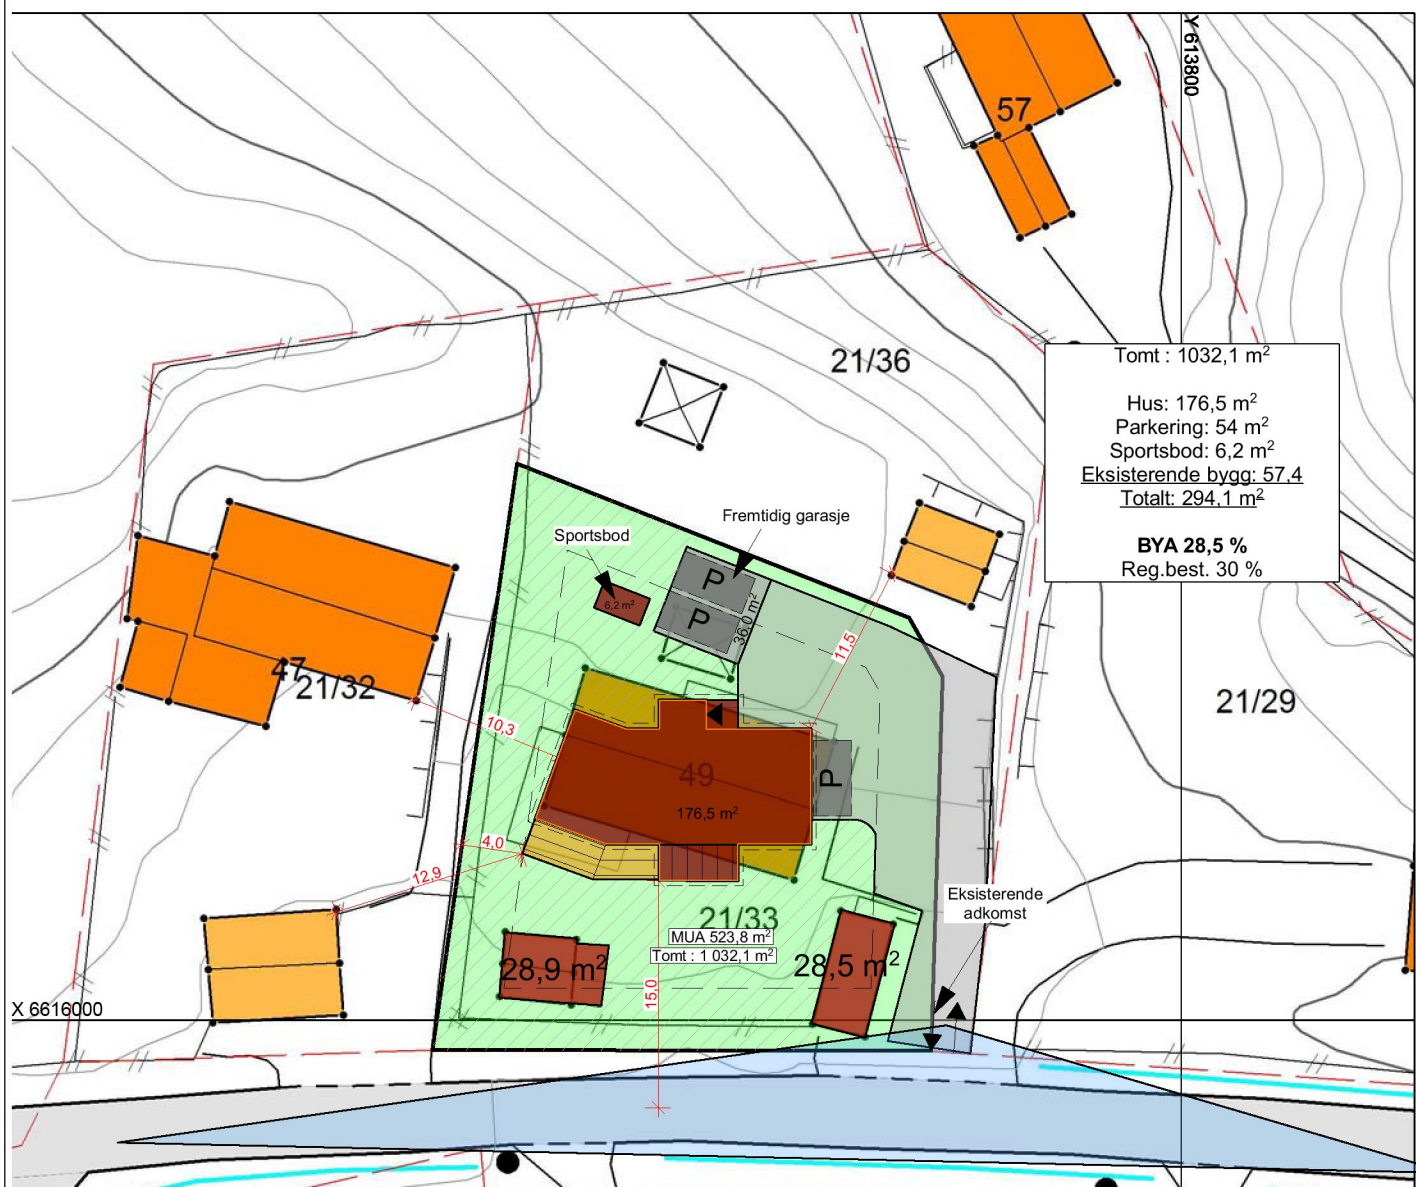 Y 613800
57
21/36
Tomt : 1032,1 m²
Hus: 176,5 m²
Parkering: 54 m²
Sportsbod: 6,2 m²
Eksisterende bygg: 57,4
Totalt: 294,1 m²
BYA 28,5 %
Reg.best. 30 %
Fremtidig garasje
Sportsbod
P
P
6,2 m²
36,0 m²
11,5
47
21/32
21/29
10,3
49
P
176,5 m²
4,0
12,9
Eksisterende
adkomst
21/33
MUA 523,8 m²
Tomt : 1 032,1 m²
28,9 m²
28,5 m²
15,0
X 6616000